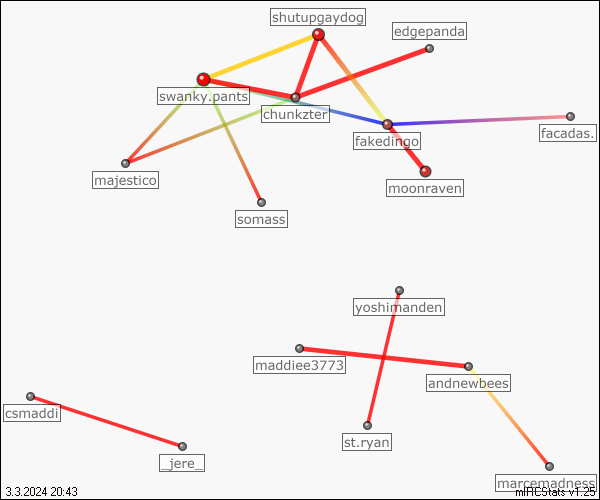 shutupgaydog
edgepanda
swanky.pants
chunkzter
fakedingo
facadas.
majestico
moonraven
somass
yoshimanden
maddiee3773
andnewbees
csmaddi
st.ryan
_jere_
marcemadness
3.3.2024 20:43
mIRCStats v1.25